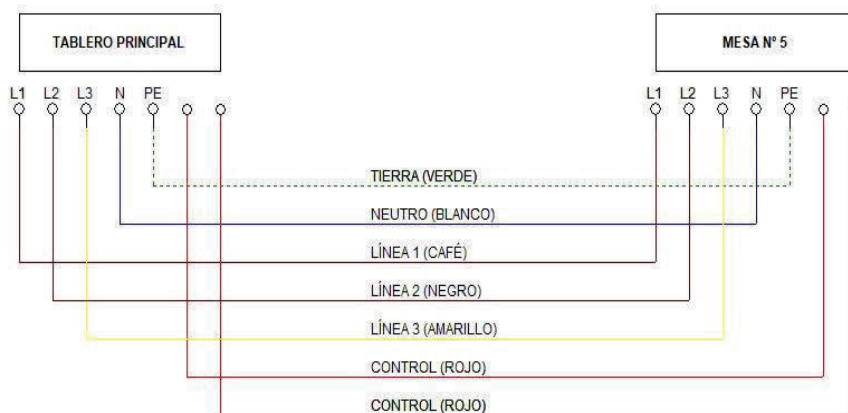 TABLERO PRINCIPAL
MESA Nº 5
L1 L2 L3 N PE
L1 L2 L3 N PE
TIERRA (VERDE)
NEUTRO (BLANCO)
LÍNEA 1 (CAFÉ)
LÍNEA 2 (NEGRO)
LÍNEA 3 (AMARILLO)
CONTROL (ROJO)
CONTROL (ROJO)